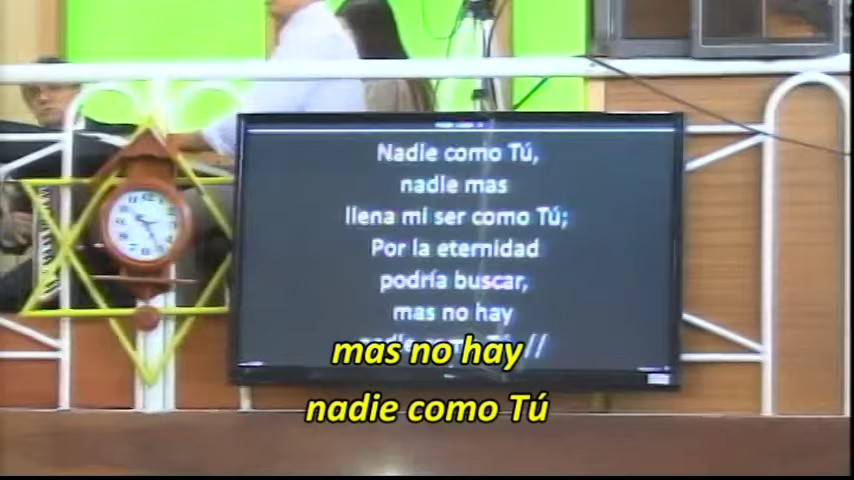 Nadie como Tú,
nadie mas
llena mi ser como Tú;
Por la eternidad
podría buscar,
mas no hay
mas no hay
nadie como Tú